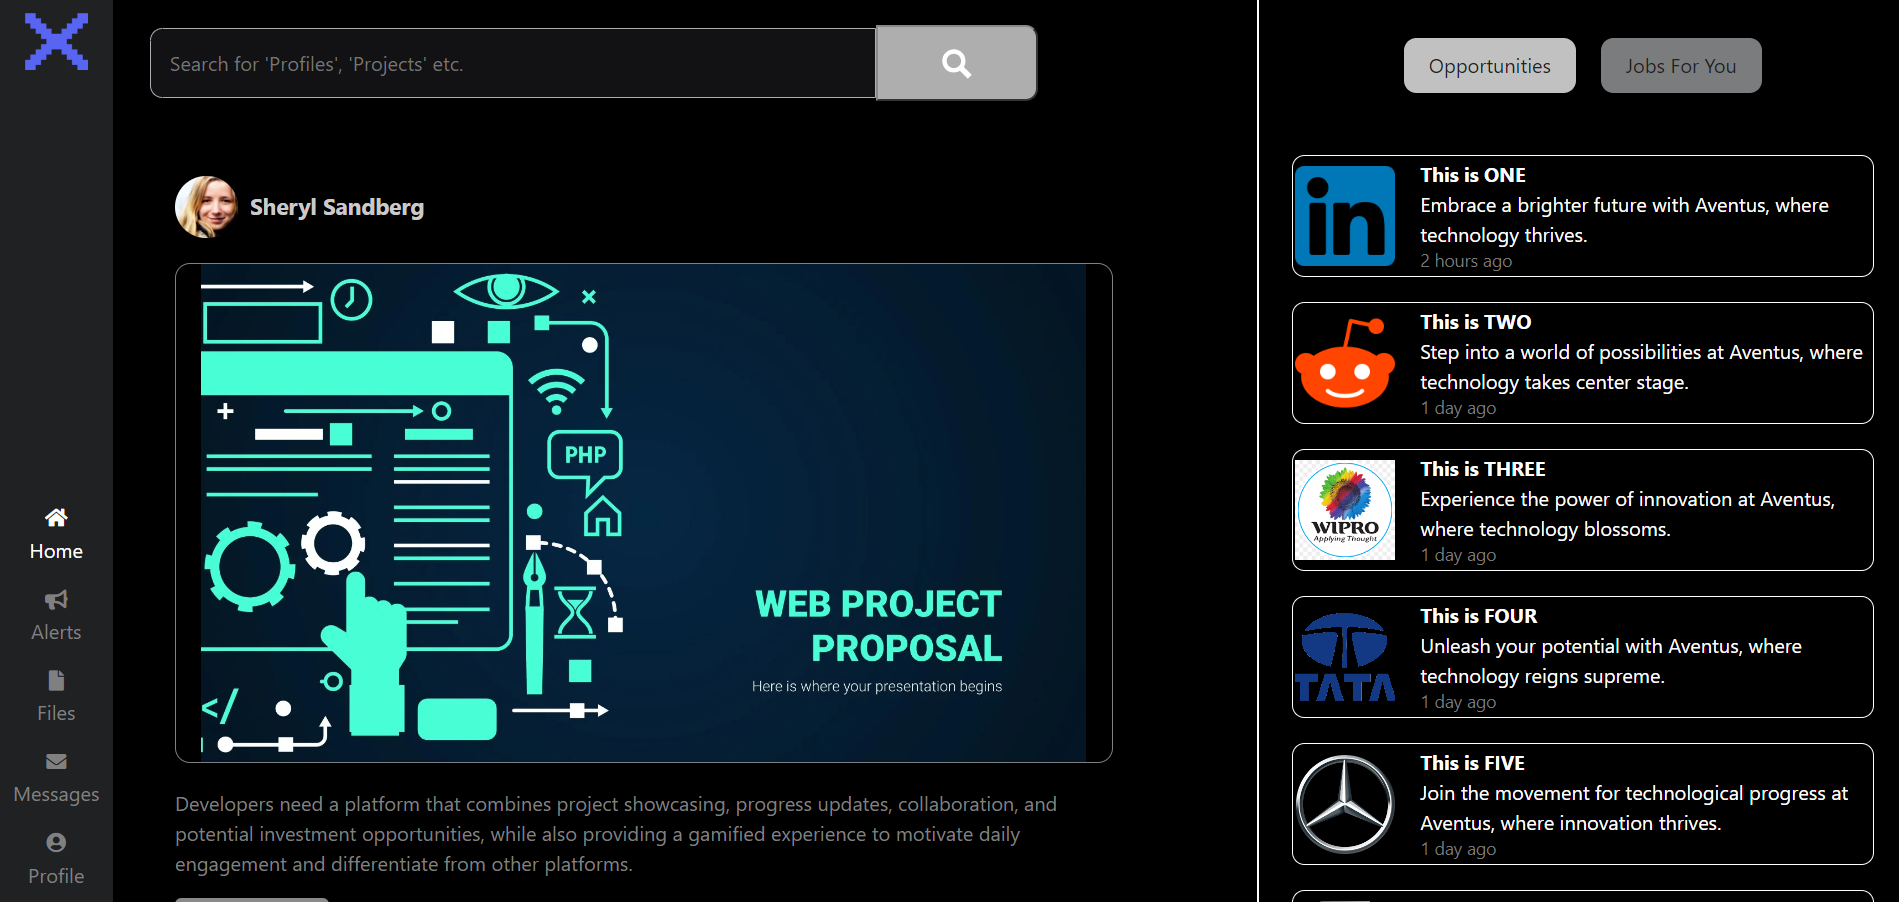 Search for 'Profiles', 'Projects' etc.
Opportunities
Jobs For You
Home
Alerts
Files
Messages
Profile
Sheryl Sandberg
PHP
</
WEB PROJECT
PROPOSAL
Here is where your presentation begins
Developers need a platform that combines project showcasing, progress updates, collaboration, and
potential investment opportunities, while also providing a gamified experience to motivate daily
engagement and differentiate from other platforms.
in
This is ONE
Embrace a brighter future with Aventus, where
technology thrives.
2 hours ago
This is TWO
Step into a world of possibilities at Aventus, where
technology takes center stage.
1 day ago
WIPRO
Applying Thought
This is THREE
Experience the power of innovation at Aventus,
where technology blossoms.
1 day ago
TATA
This is FOUR
Unleash your potential with Aventus, where
technology reigns supreme.
1 day ago
This is FIVE
Join the movement for technological progress at
Aventus, where innovation thrives.
1 day ago